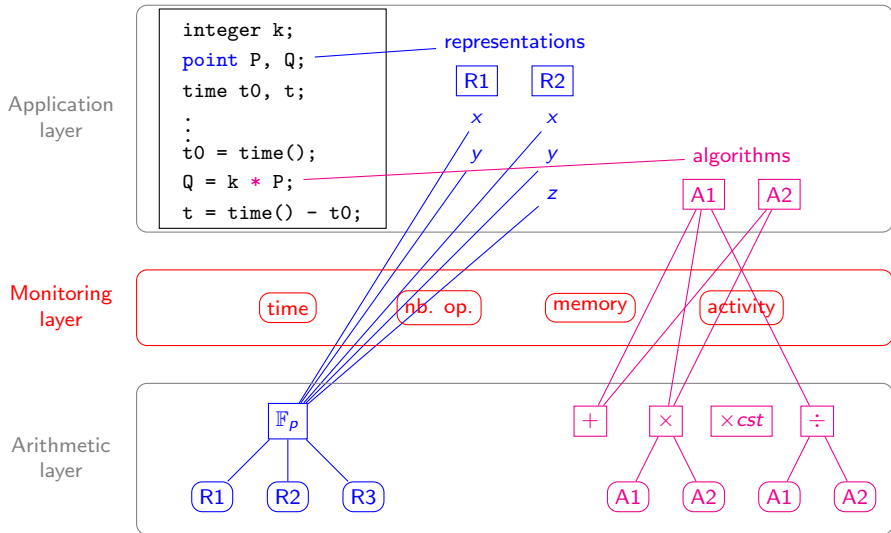 Application
layer
integer k;
point P, Q;
time t0, t;
.
.
.
t0 = time();
Q = k * P;
t = time() - t0;
representations
R1 R2
x x
y y
z
algorithms
A1 A2
Monitoring
layer
time nb. op. memory activity
Arithmetic
layer
𝔽p + × ×cst ÷
R1 R2 R3 A1 A2 A1 A2